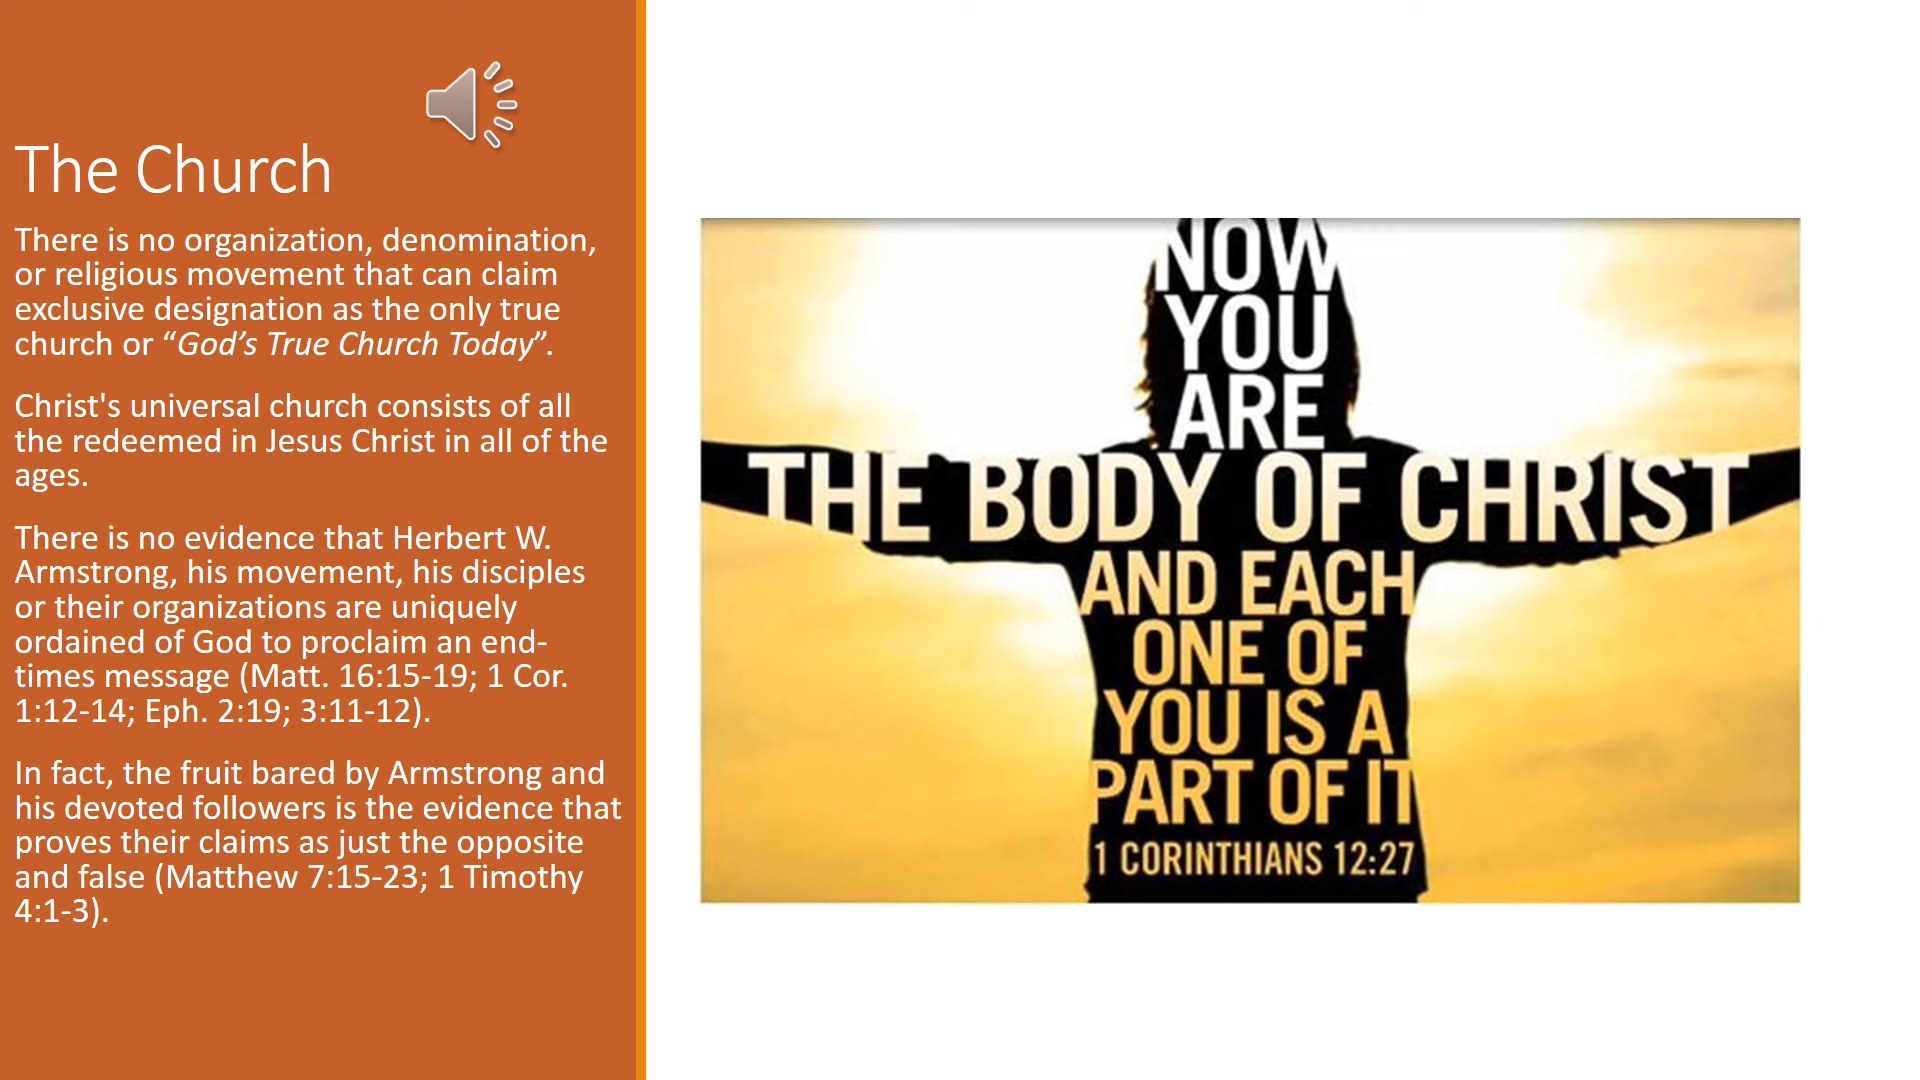 The Church
There is no organization, denomination,
or religious movement that can claim
exclusive designation as the only true
church or “God’s True Church Today”.
Christ's universal church consists of all
the redeemed in Jesus Christ in all of the
ages.
There is no evidence that Herbert W.
Armstrong, his movement, his disciples
or their organizations are uniquely
ordained of God to proclaim an end-
times message (Matt. 16:15-19; 1 Cor.
1:12-14; Eph. 2:19; 3:11-12).
In fact, the fruit bared by Armstrong and
his devoted followers is the evidence that
proves their claims as just the opposite
and false (Matthew 7:15-23; 1 Timothy
4:1-3).
NOW
YOU
ARE
THE BODY OF CHRIST
AND EACH
ONE OF
YOU IS A
PART OF IT
1 CORINTHIANS 12:27